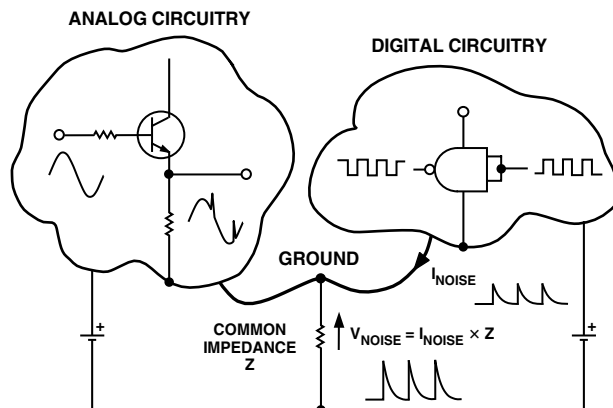 ANALOG CIRCUITRY
DIGITAL CIRCUITRY
GROUND
I_NOISE
COMMON
IMPEDANCE
Z
V_NOISE = I_NOISE × Z
+
+